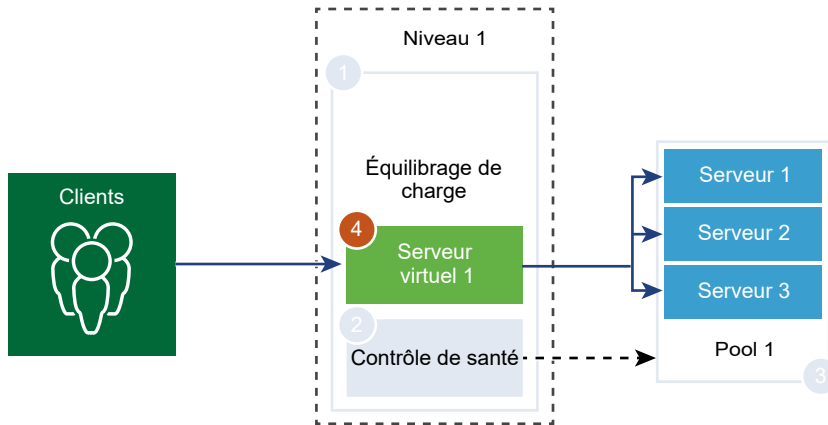 Niveau 1
1
Équilibrage de
charge
Clients
4
Serveur
virtuel 1
2
Contrôle de santé
Serveur 1
Serveur 2
Serveur 3
Pool 1
3